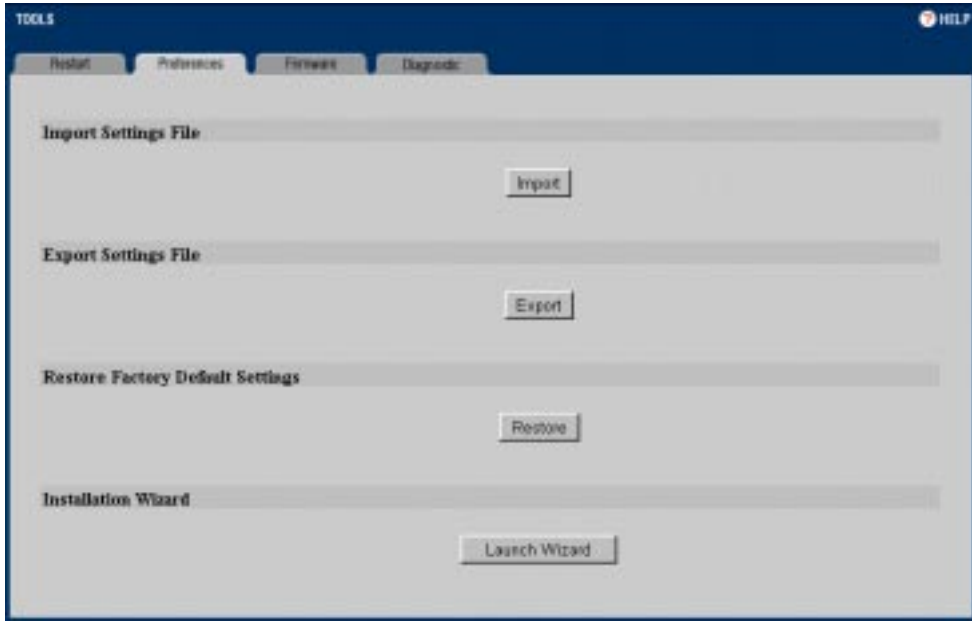 TOOLS
? HELP
Restart Preferences Firmware Diagnostic
Import Settings File
Import
Export Settings File
Export
Restore Factory Default Settings
Restore
Installation Wizard
Launch Wizard